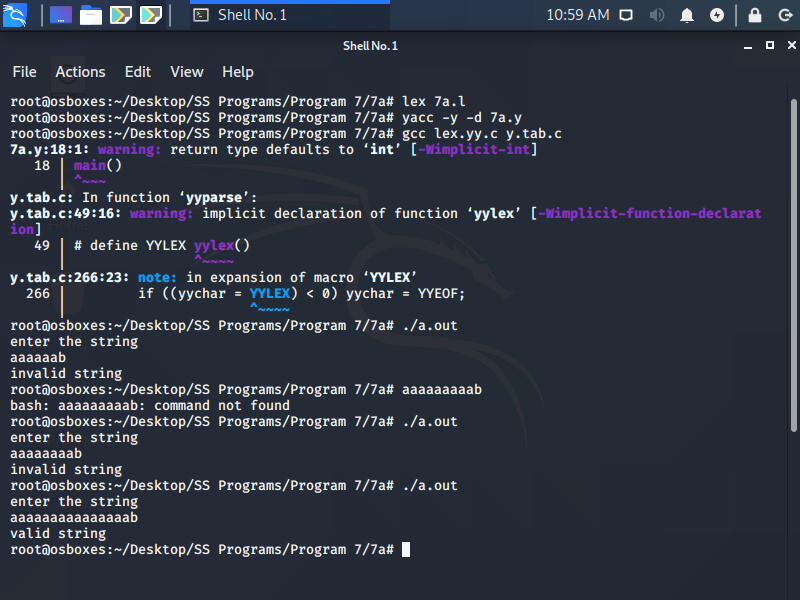 Shell No. 1
10:59 AM
Shell No. 1
File Actions Edit View Help
root@osboxes:~/Desktop/SS Programs/Program 7/7a# lex 7a.l
root@osboxes:~/Desktop/SS Programs/Program 7/7a# yacc -y -d 7a.y
root@osboxes:~/Desktop/SS Programs/Program 7/7a# gcc lex.yy.c y.tab.c
7a.y:18:1: warning: return type defaults to ‘int’ [-Wimplicit-int]
   18 | main()
      | ^~~~
y.tab.c: In function ‘yyparse’:
y.tab.c:49:16: warning: implicit declaration of function ‘yylex’ [-Wimplicit-function-declarat
ion]
   49 | # define YYLEX yylex()
      |                ^~~~~
y.tab.c:266:23: note: in expansion of macro ‘YYLEX’
  266 |         if ((yychar = YYLEX) < 0) yychar = YYEOF;
      |                       ^~~~~
root@osboxes:~/Desktop/SS Programs/Program 7/7a# ./a.out
enter the string
aaaaaab
invalid string
root@osboxes:~/Desktop/SS Programs/Program 7/7a# aaaaaaaaab
bash: aaaaaaaaab: command not found
root@osboxes:~/Desktop/SS Programs/Program 7/7a# ./a.out
enter the string
aaaaaaaab
invalid string
root@osboxes:~/Desktop/SS Programs/Program 7/7a# ./a.out
enter the string
aaaaaaaaaaaaaaab
valid string
root@osboxes:~/Desktop/SS Programs/Program 7/7a#